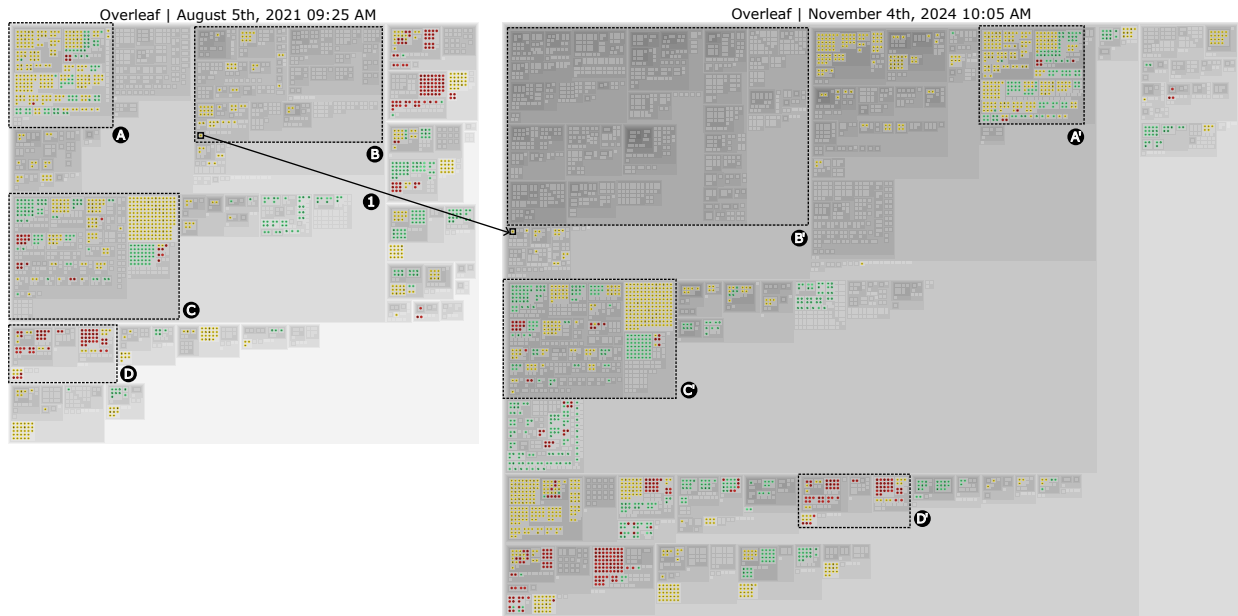 Overleaf | August 5th, 2021 09:25 AM
Overleaf | November 4th, 2024 10:05 AM
A
B
1
C
D
A'
B'
C'
D'